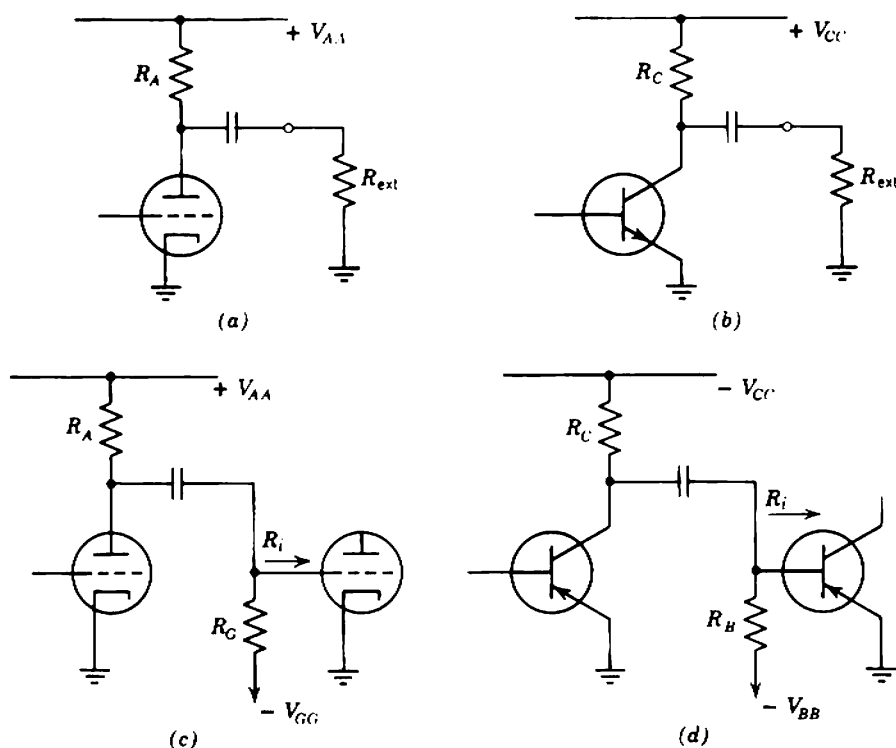 + V_AA
R_A
R_ext
(a)
+ V_CC
R_C
R_ext
(b)
+ V_AA
R_A
R_i
R_G
- V_GG
(c)
- V_CC
R_C
R_i
R_B
- V_BB
(d)